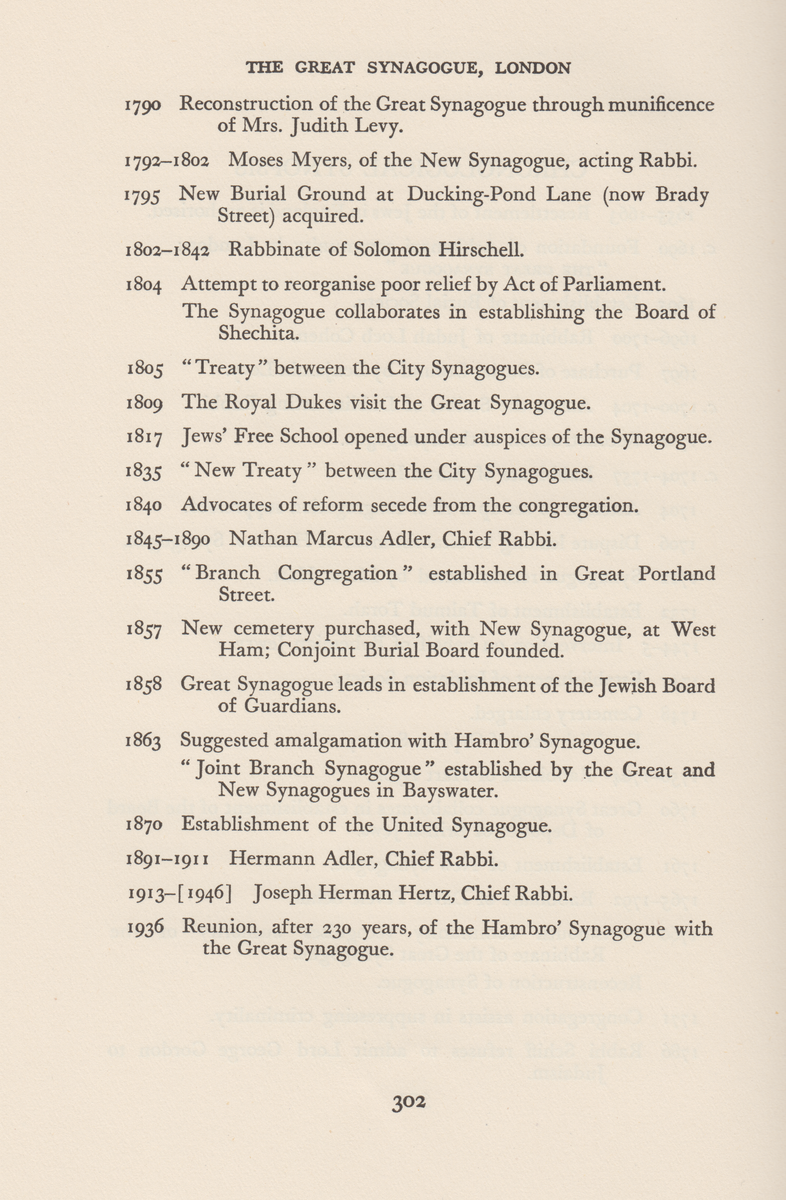 THE GREAT SYNAGOGUE, LONDON
1790 Reconstruction of the Great Synagogue through munificence
of Mrs. Judith Levy.
1792–1802 Moses Myers, of the New Synagogue, acting Rabbi.
1795 New Burial Ground at Ducking-Pond Lane (now Brady
Street) acquired.
1802–1842 Rabbinate of Solomon Hirschell.
1804 Attempt to reorganise poor relief by Act of Parliament.
The Synagogue collaborates in establishing the Board of
Shechita.
1805 “Treaty” between the City Synagogues.
1809 The Royal Dukes visit the Great Synagogue.
1817 Jews’ Free School opened under auspices of the Synagogue.
1835 “New Treaty” between the City Synagogues.
1840 Advocates of reform secede from the congregation.
1845–1890 Nathan Marcus Adler, Chief Rabbi.
1855 “Branch Congregation” established in Great Portland
Street.
1857 New cemetery purchased, with New Synagogue, at West
Ham; Conjoint Burial Board founded.
1858 Great Synagogue leads in establishment of the Jewish Board
of Guardians.
1863 Suggested amalgamation with Hambro’ Synagogue.
“Joint Branch Synagogue” established by the Great and
New Synagogues in Bayswater.
1870 Establishment of the United Synagogue.
1891–1911 Hermann Adler, Chief Rabbi.
1913–[1946] Joseph Herman Hertz, Chief Rabbi.
1936 Reunion, after 230 years, of the Hambro’ Synagogue with
the Great Synagogue.
302